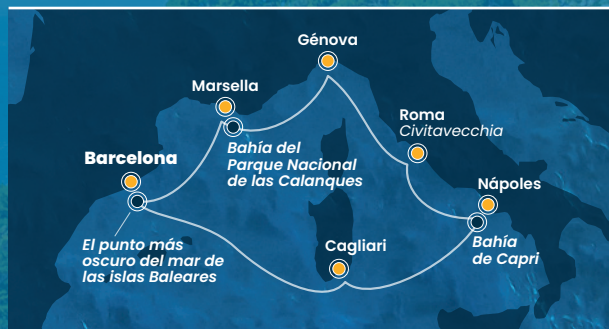 Génova
Marsella
Roma
Civitavecchia
Bahía del
Parque Nacional
de las Calanques
Barcelona
Nápoles
El punto más
oscuro del mar de
las islas Baleares
Cagliari
Bahía
de Capri